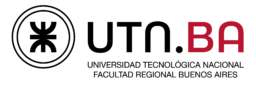 UTN.BA
UNIVERSIDAD TECNOLÓGICA NACIONAL
FACULTAD REGIONAL BUENOS AIRES